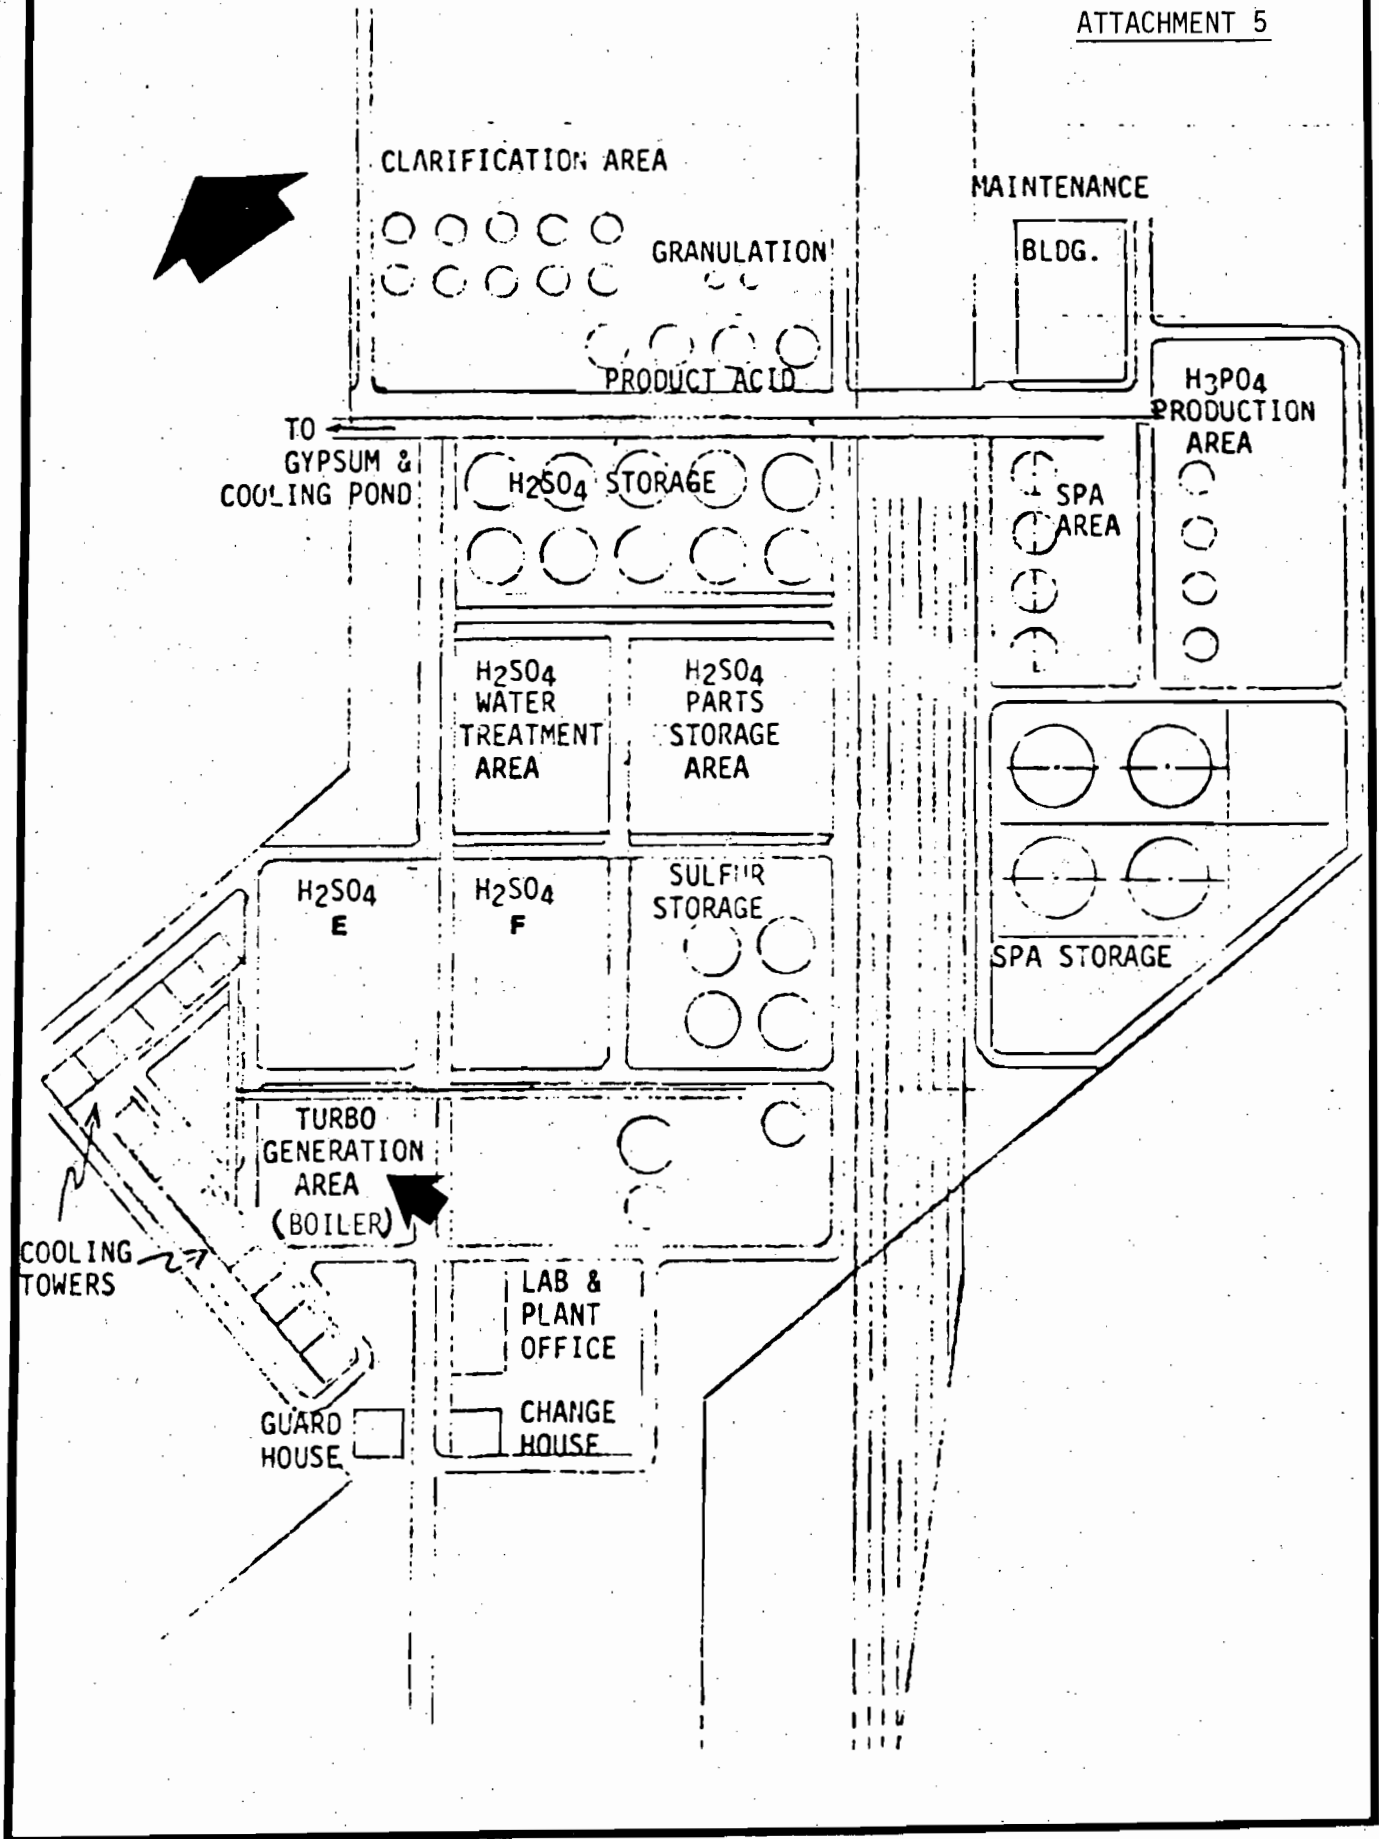 ATTACHMENT 5
CLARIFICATION AREA
MAINTENANCE
BLDG.
GRANULATION
PRODUCT ACID
H3PO4
PRODUCTION
AREA
TO
GYPSUM &
COOLING POND
H2SO4 STORAGE
SPA
AREA
H2SO4
WATER
TREATMENT
AREA
H2SO4
PARTS
STORAGE
AREA
H2SO4
E
H2SO4
F
SULFUR
STORAGE
SPA STORAGE
TURBO
GENERATION
AREA
(BOILER)
COOLING
TOWERS
LAB &
PLANT
OFFICE
GUARD
HOUSE
CHANGE
HOUSE